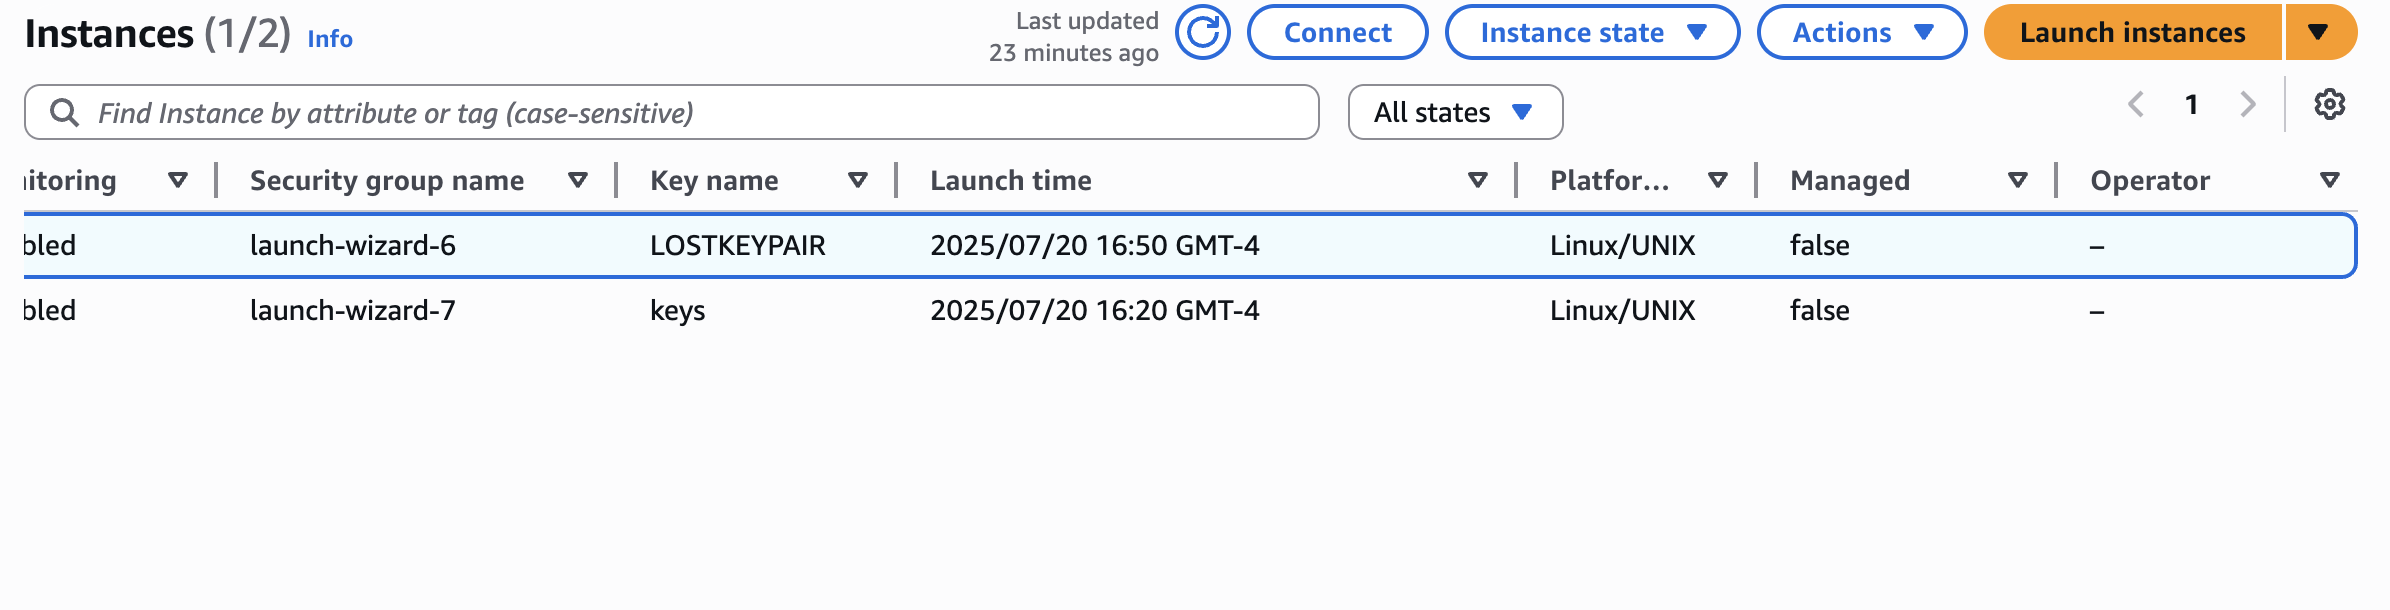 Instances (1/2) Info
Last updated
23 minutes ago
Connect
Instance state
Actions
Launch instances
Find Instance by attribute or tag (case-sensitive)
All states
1
itoring Security group name Key name Launch time Platfor... Managed Operator
bled launch-wizard-6 LOSTKEYPAIR 2025/07/20 16:50 GMT-4 Linux/UNIX false –
bled launch-wizard-7 keys 2025/07/20 16:20 GMT-4 Linux/UNIX false –